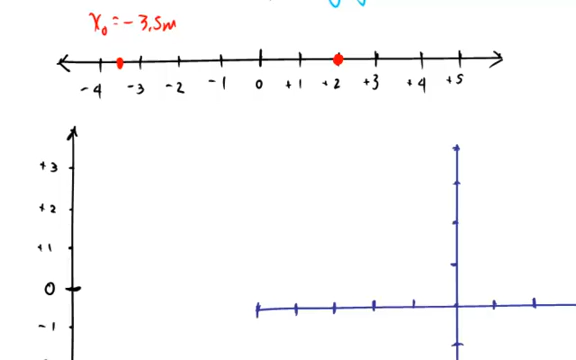 x₀ = - 3,5m
-4 -3 -2 -1 0 +1 +2 +3 +4 +5
+3
+2
+1
0
-1